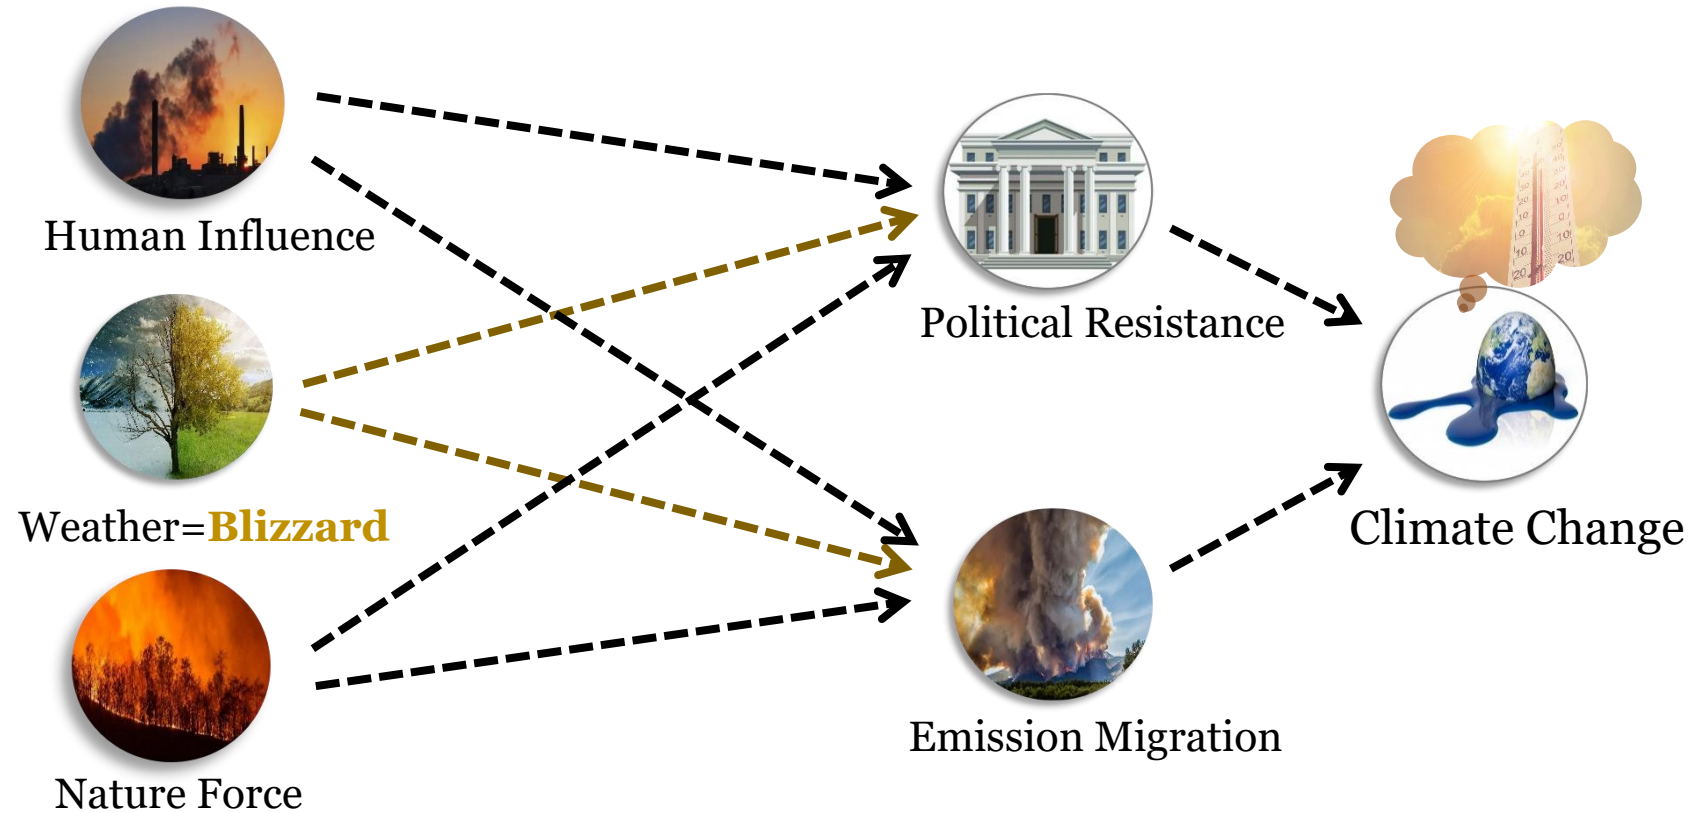 Human Influence
Political Resistance
Weather=Blizzard
Climate Change
Emission Migration
Nature Force